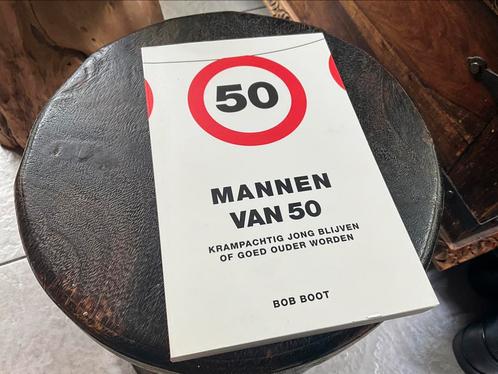 50
MANNEN
VAN 50
KRAMPACHTIG JONG BLIJVEN
OF GOED OUDER WORDEN
BOB BOOT